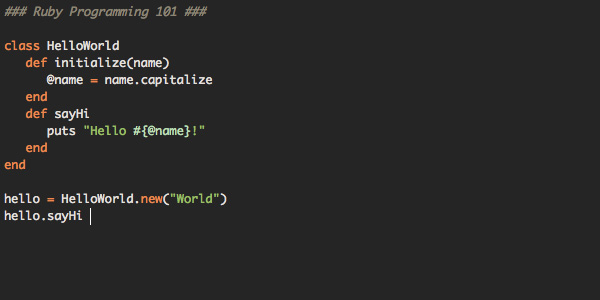 ### Ruby Programming 101 ###

class HelloWorld
   def initialize(name)
      @name = name.capitalize
   end
   def sayHi
      puts "Hello #{@name}!"
   end
end

hello = HelloWorld.new("World")
hello.sayHi